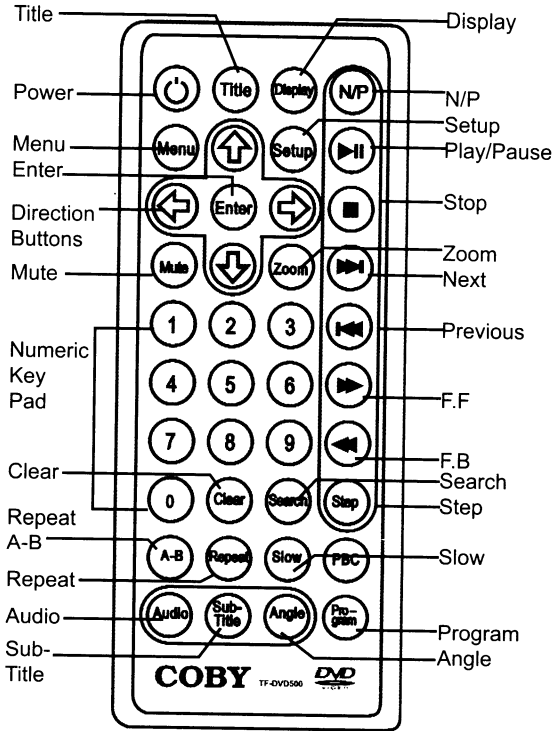 Title
Display
Power
Title
Display
N/P
N/P
Menu
Menu
Setup
Setup
Play/Pause
Enter
Direction
Buttons
Enter
Stop
Mute
Mute
Zoom
Zoom
Next
Numeric
Key
Pad
1
2
3
Previous
4
5
6
F.F
7
8
9
F.B
Clear
0
Clear
Search
Step
Search
Step
Repeat
A-B
A-B
Repeat
Slow
PBC
Slow
Repeat
Audio
Audio
Sub-
Title
Angle
Pro-
gram
Program
Sub-
Title
Angle
COBY
TF-DVD500
DVD
VIDEO